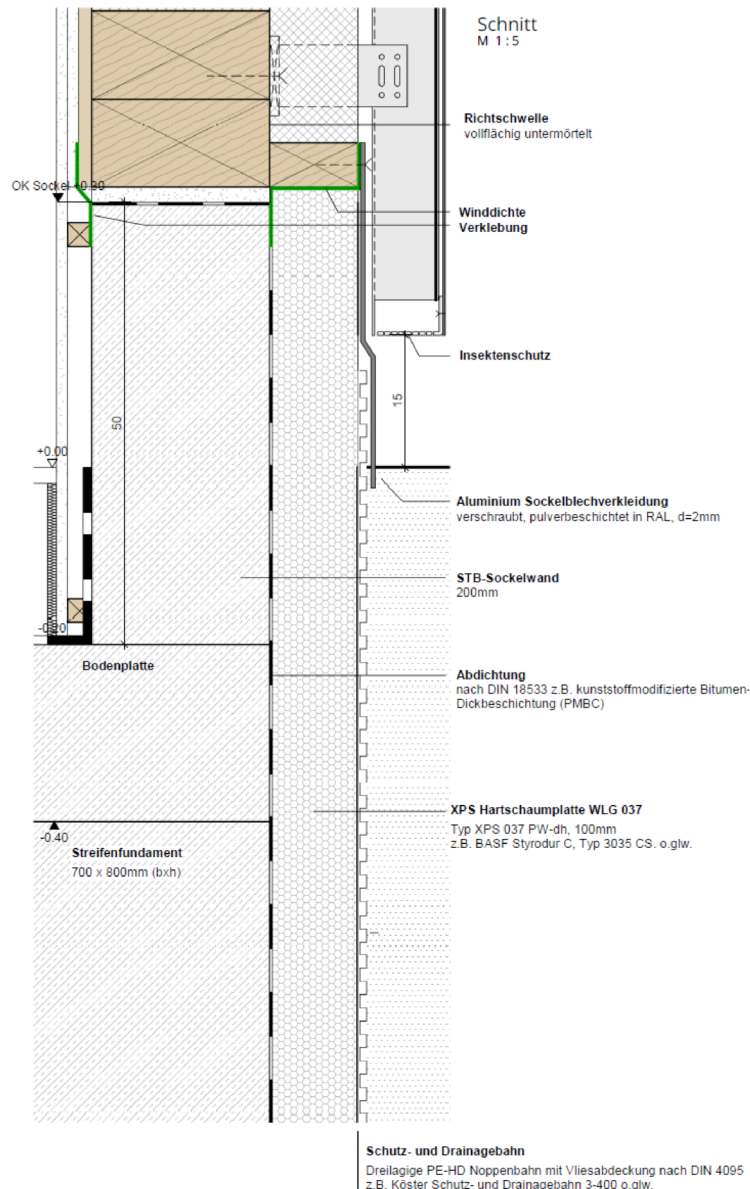 Schnitt
M 1:5
Richtschwelle
vollflächig untermörtelt
OK Sockel +0.30
Winddichte
Verklebung
Insektenschutz
50
15
+0.00
Aluminium Sockelblechverkleidung
verschraubt, pulverbeschichtet in RAL, d=2mm
STB-Sockelwand
200mm
-0.20
Bodenplatte
Abdichtung
nach DIN 18533 z.B. kunststoffmodifizierte Bitumen-
Dickbeschichtung (PMBC)
XPS Hartschaumplatte WLG 037
Typ XPS 037 PW-dh, 100mm
z.B. BASF Styrodur C, Typ 3035 CS. o.glw.
-0.40
Streifenfundament
700 x 800mm (bxh)
Schutz- und Drainagebahn
Dreilagige PE-HD Noppenbahn mit Vliesabdeckung nach DIN 4095
z.B. Köster Schutz- und Drainagebahn 3-400 o.glw.